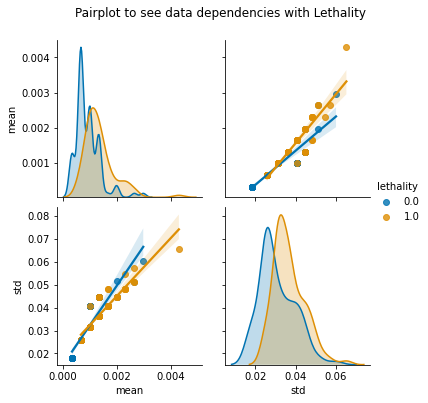 Pairplot to see data dependencies with Lethality
0.004
0.003
0.002
0.001
mean
lethality
0.0
1.0
0.08
0.07
0.06
0.05
0.04
0.03
0.02
std
0.000 0.002 0.004
mean
0.02 0.04 0.06
std